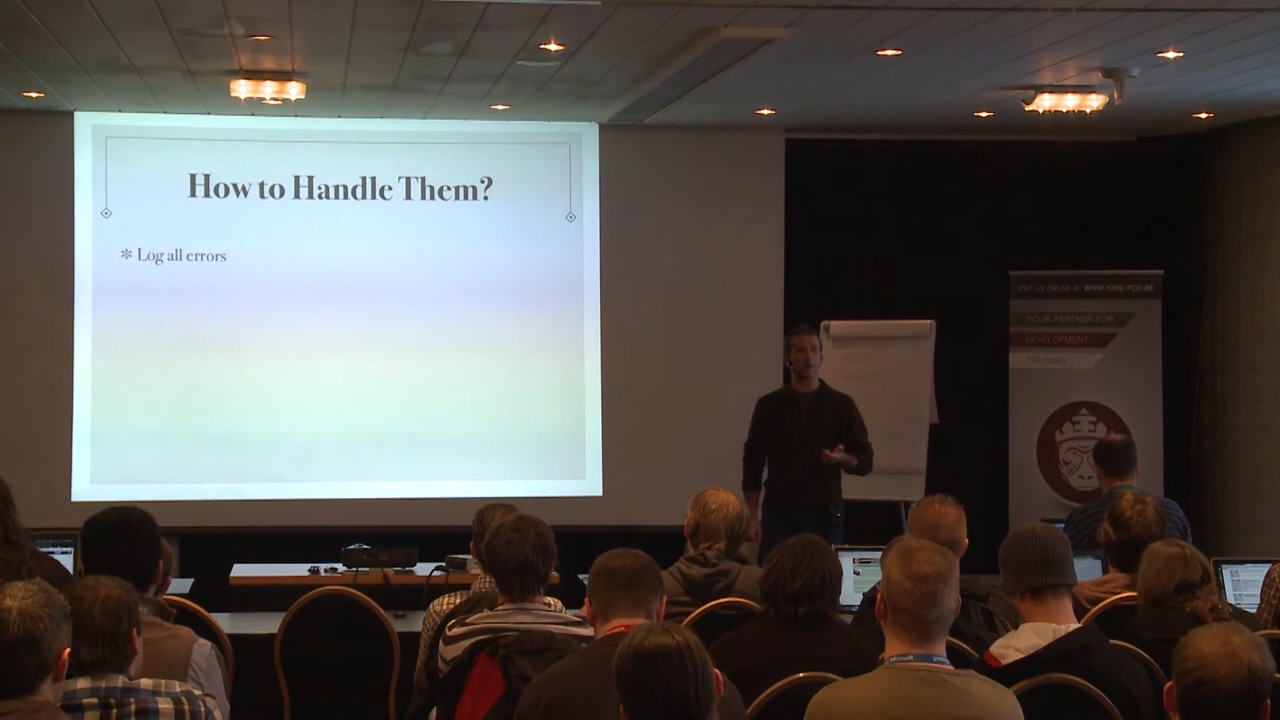 How to Handle Them?
* Log all errors
VISIT US ONLINE AT WWW.KING-FOO.BE
YOUR PARTNER FOR
DEVELOPMENT
TRAINING
Microsoft